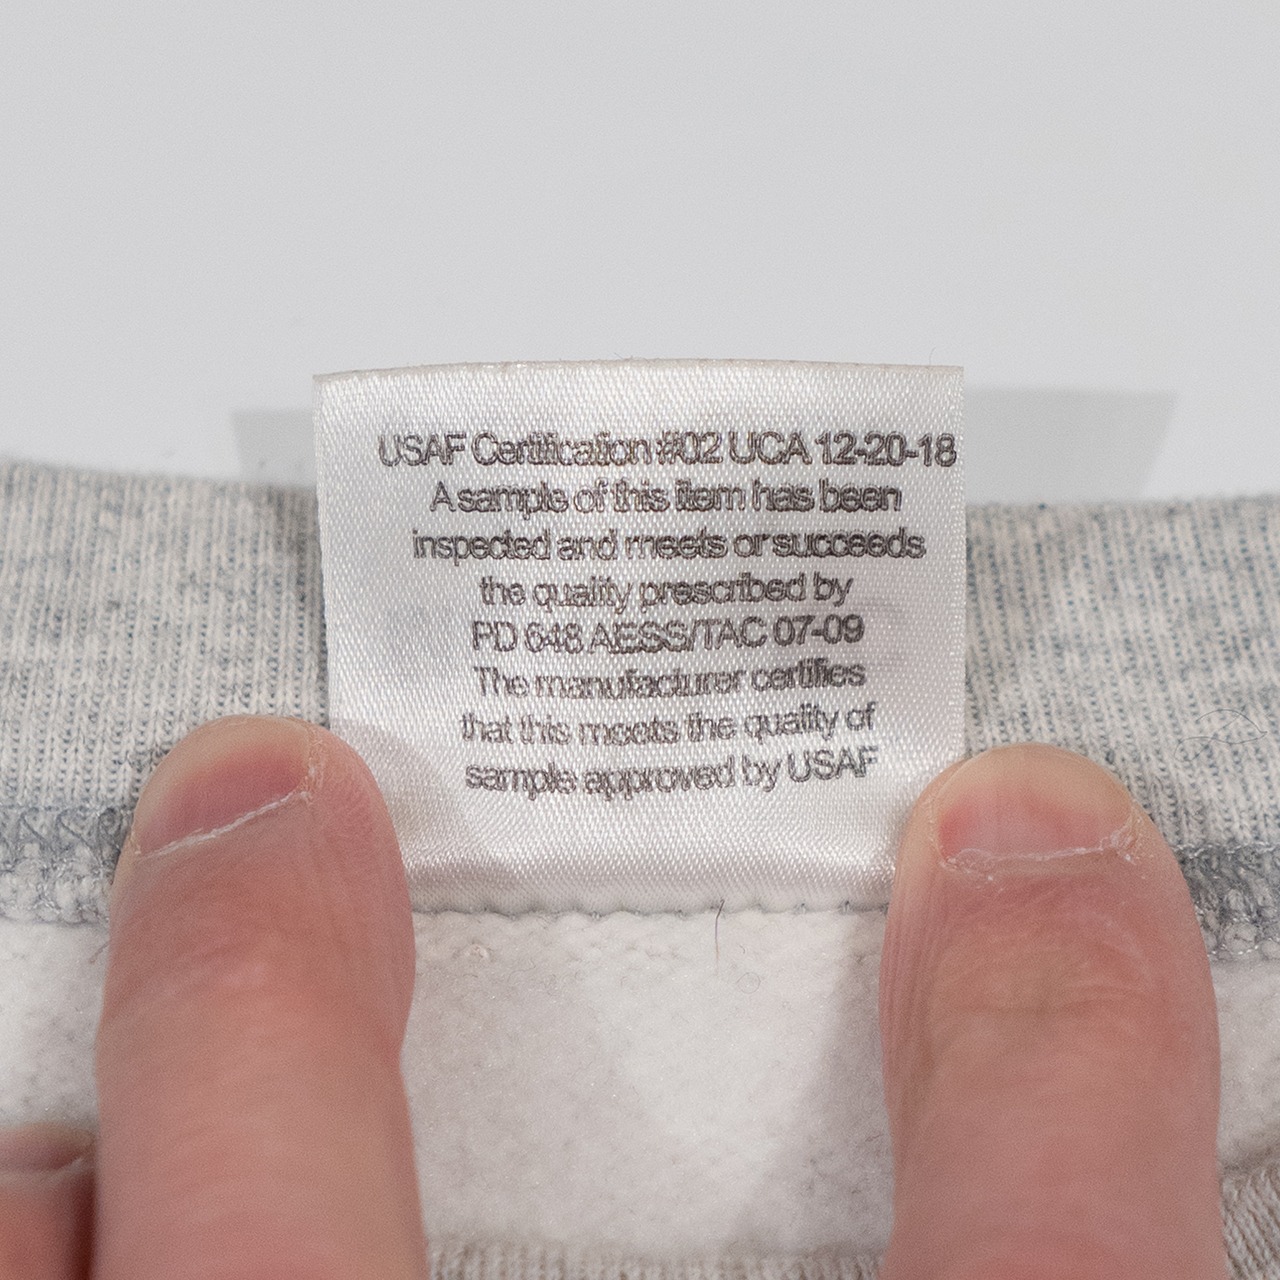 USAF Certification #02 UCA 12-20-18
A sample of this item has been
inspected and meets or succeeds
the quality prescribed by
PD 648 AESS/TAC 07-09
The manufacturer certifies
that this meets the quality of
sample approved by USAF